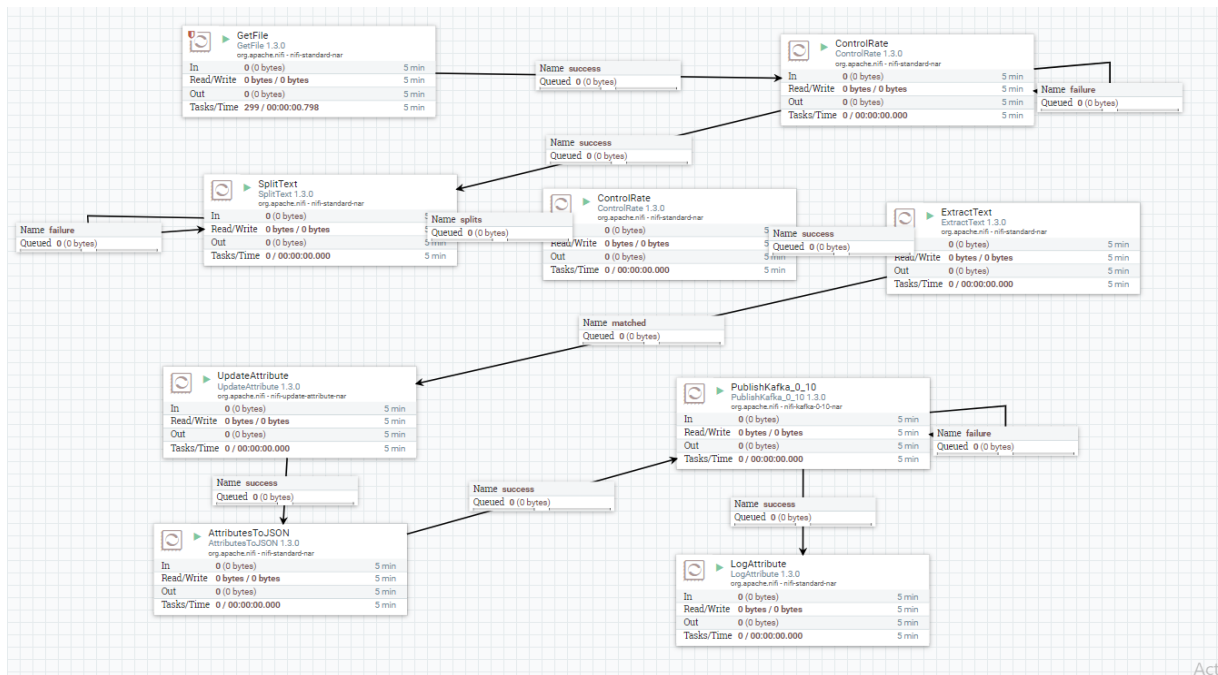 GetFile
GetFile 1.3.0
org.apache.nifi - nifi-standard-nar
In 0 (0 bytes) 5 min
Read/Write 0 bytes / 0 bytes 5 min
Out 0 (0 bytes) 5 min
Tasks/Time 299 / 00:00:00.798 5 min
Name success
Queued 0 (0 bytes)
ControlRate
ControlRate 1.3.0
org.apache.nifi - nifi-standard-nar
In 0 (0 bytes) 5 min
Read/Write 0 bytes / 0 bytes 5 min
Out 0 (0 bytes) 5 min
Tasks/Time 0 / 00:00:00.000 5 min
Name failure
Queued 0 (0 bytes)
Name success
Queued 0 (0 bytes)
Name failure
Queued 0 (0 bytes)
SplitText
SplitText 1.3.0
org.apache.nifi - nifi-standard-nar
In 0 (0 bytes)
Read/Write 0 bytes / 0 bytes
Out 0 (0 bytes) 5 min
Tasks/Time 0 / 00:00:00.000 5 min
Name splits
Queued 0 (0 bytes)
ControlRate
ControlRate 1.3.0
org.apache.nifi - nifi-standard-nar
0 (0 bytes) 5 min
Read/Write 0 bytes / 0 bytes
Out 0 (0 bytes) 5 min
Tasks/Time 0 / 00:00:00.000 5 min
Name success
Queued 0 (0 bytes)
ExtractText
ExtractText 1.3.0
org.apache.nifi - nifi-standard-nar
0 (0 bytes) 5 min
Read/Write 0 bytes / 0 bytes 5 min
Out 0 (0 bytes) 5 min
Tasks/Time 0 / 00:00:00.000 5 min
Name matched
Queued 0 (0 bytes)
UpdateAttribute
UpdateAttribute 1.3.0
org.apache.nifi - nifi-update-attribute-nar
In 0 (0 bytes) 5 min
Read/Write 0 bytes / 0 bytes 5 min
Out 0 (0 bytes) 5 min
Tasks/Time 0 / 00:00:00.000 5 min
Name success
Queued 0 (0 bytes)
AttributesToJSON
AttributesToJSON 1.3.0
org.apache.nifi - nifi-standard-nar
In 0 (0 bytes) 5 min
Read/Write 0 bytes / 0 bytes 5 min
Out 0 (0 bytes) 5 min
Tasks/Time 0 / 00:00:00.000 5 min
Name success
Queued 0 (0 bytes)
PublishKafka_0_10
PublishKafka_0_10 1.3.0
org.apache.nifi - nifi-kafka-0-10-nar
In 0 (0 bytes) 5 min
Read/Write 0 bytes / 0 bytes 5 min
Out 0 (0 bytes) 5 min
Tasks/Time 0 / 00:00:00.000 5 min
Name failure
Queued 0 (0 bytes)
Name success
Queued 0 (0 bytes)
LogAttribute
LogAttribute 1.3.0
org.apache.nifi - nifi-standard-nar
In 0 (0 bytes) 5 min
Read/Write 0 bytes / 0 bytes 5 min
Out 0 (0 bytes) 5 min
Tasks/Time 0 / 00:00:00.000 5 min
Act